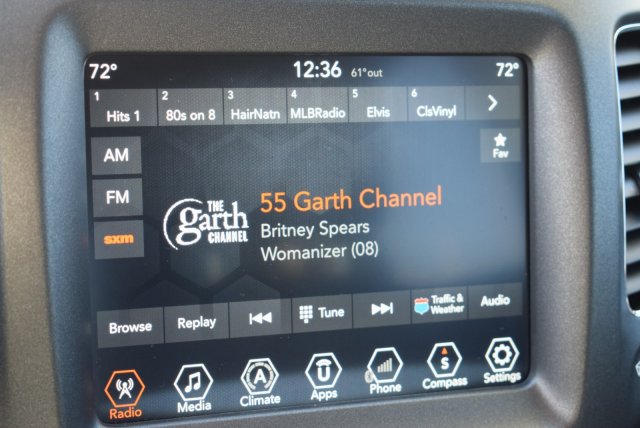 72° 12:36 61°out 72°
1 2 3 4 5 6
Hits 1 80s on 8 HairNatn MLBRadio Elvis ClsVinyl >
AM
Fav
FM
sxm
THE
garth
CHANNEL
55 Garth Channel
Britney Spears
Womanizer (08)
Browse Replay Tune Traffic & Weather Audio
A U S
Radio Media Climate Apps Phone Compass Settings